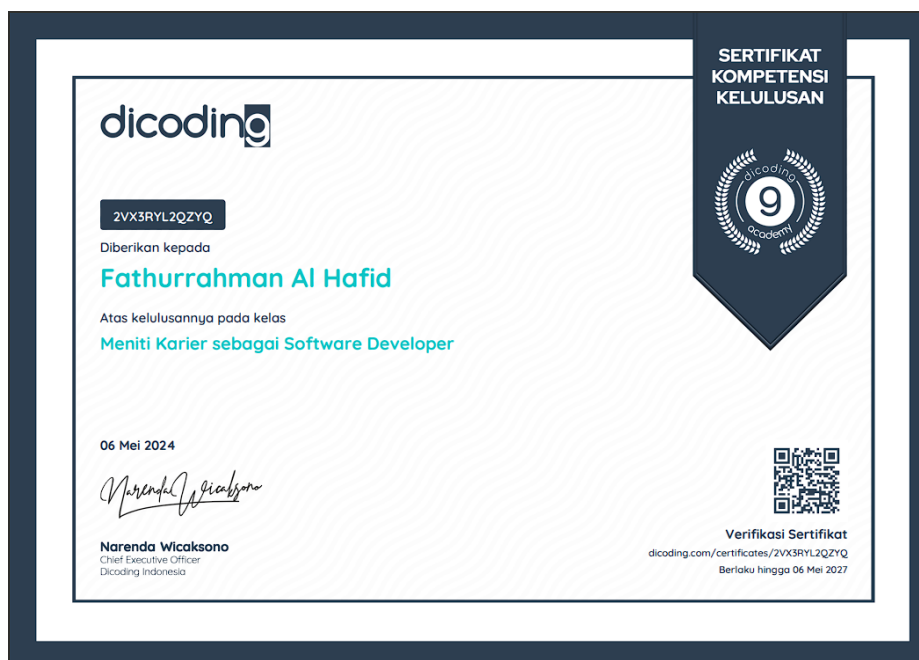 SERTIFIKAT
KOMPETENSI
KELULUSAN
dicoding
dicoding
9
academy
2VX3RYL2QZYQ
Diberikan kepada
Fathurrahman Al Hafid
Atas kelulusannya pada kelas
Meniti Karier sebagai Software Developer
06 Mei 2024
Narenda Wicaksono
Narenda Wicaksono
Chief Executive Officer
Dicoding Indonesia
Verifikasi Sertifikat
dicoding.com/certificates/2VX3RYL2QZYQ
Berlaku hingga 06 Mei 2027